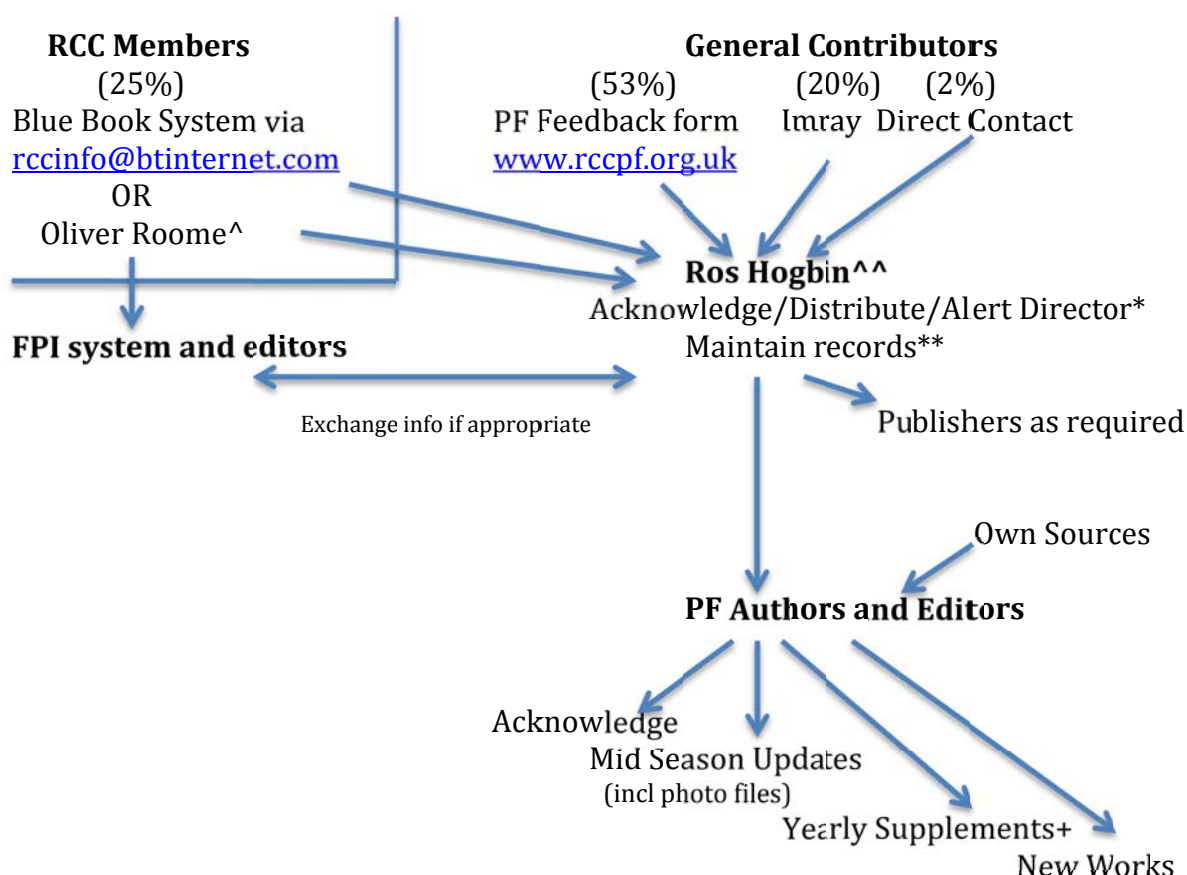 RCC Members
(25%)
Blue Book System via
rccinfo@btinternet.com
OR
Oliver Roome^
FPI system and editors
General Contributors
(53%) (20%) (2%)
PF Feedback form Imray Direct Contact
www.rccpf.org.uk
Ros Hogbin^^
Acknowledge/Distribute/Alert Director*
Maintain records**
Exchange info if appropriate
Publishers as required
Own Sources
PF Authors and Editors
Acknowledge
Mid Season Updates
(incl photo files)
Yearly Supplements+
New Works